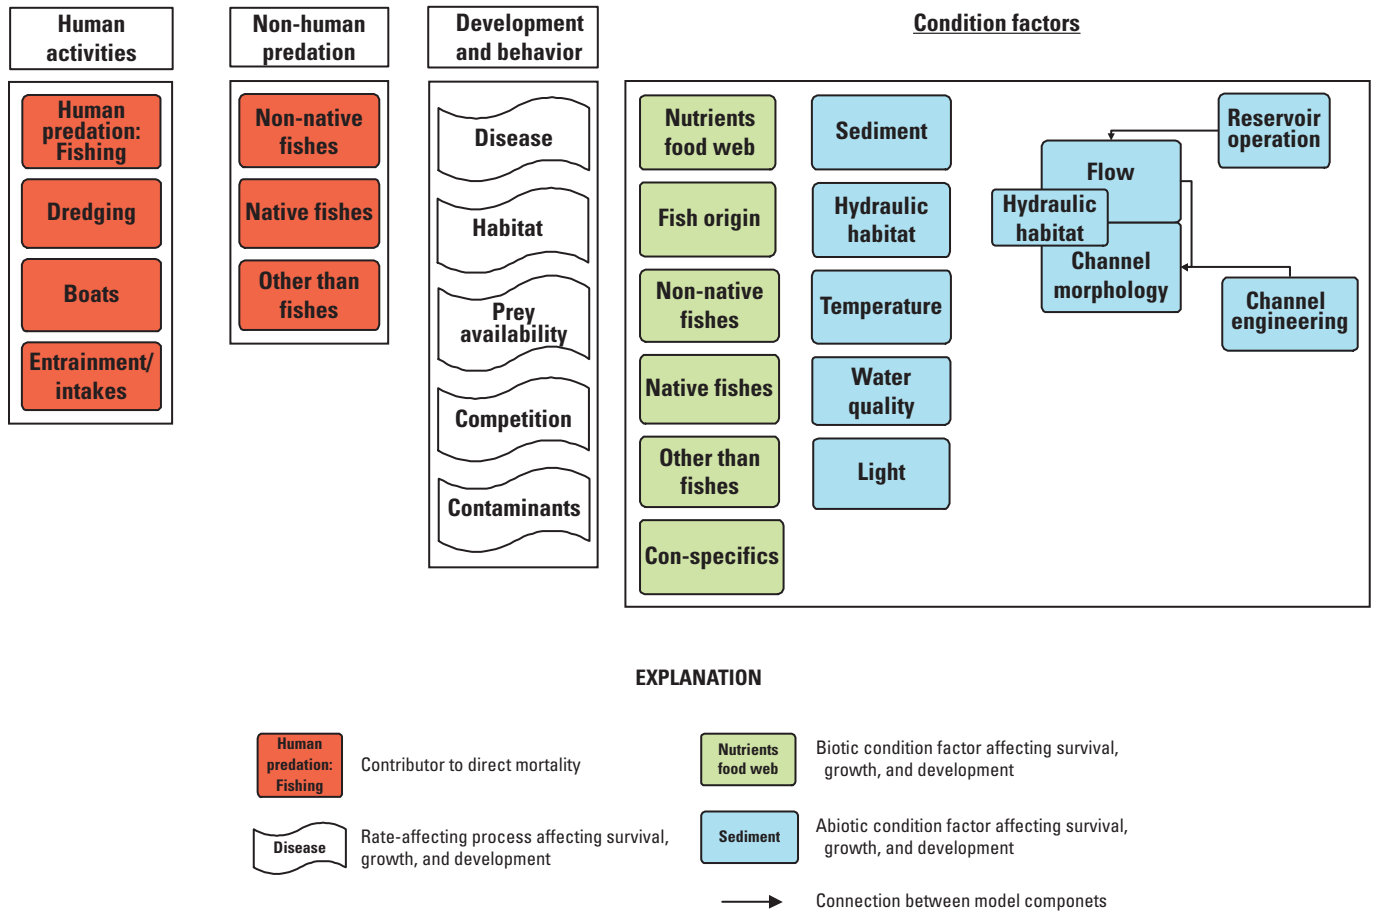 Human
activities
Non-human
predation
Development
and behavior
Condition factors
Human
predation:
Fishing
Dredging
Boats
Entrainment/
intakes
Non-native
fishes
Native fishes
Other than
fishes
Disease
Habitat
Prey
availability
Competition
Contaminants
Nutrients
food web
Fish origin
Non-native
fishes
Native fishes
Other than
fishes
Con-specifics
Sediment
Hydraulic
habitat
Temperature
Water
quality
Light
Reservoir
operation
Flow
Hydraulic
habitat
Channel
morphology
Channel
engineering
EXPLANATION
Human
predation:
Fishing
Contributor to direct mortality
Disease
Rate-affecting process affecting survival,
growth, and development
Nutrients
food web
Biotic condition factor affecting survival,
growth, and development
Sediment
Abiotic condition factor affecting survival,
growth, and development
Connection between model componets